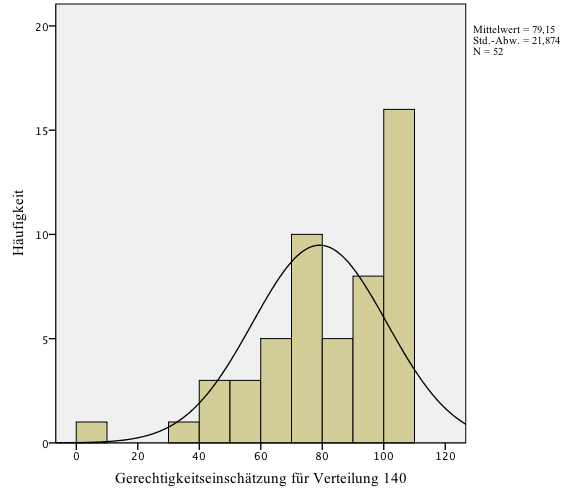 Mittelwert = 79,15
Std.-Abw. = 21,874
N = 52
Häufigkeit
20
15
10
5
0
0 20 40 60 80 100 120
Gerechtigkeitseinschätzung für Verteilung 140